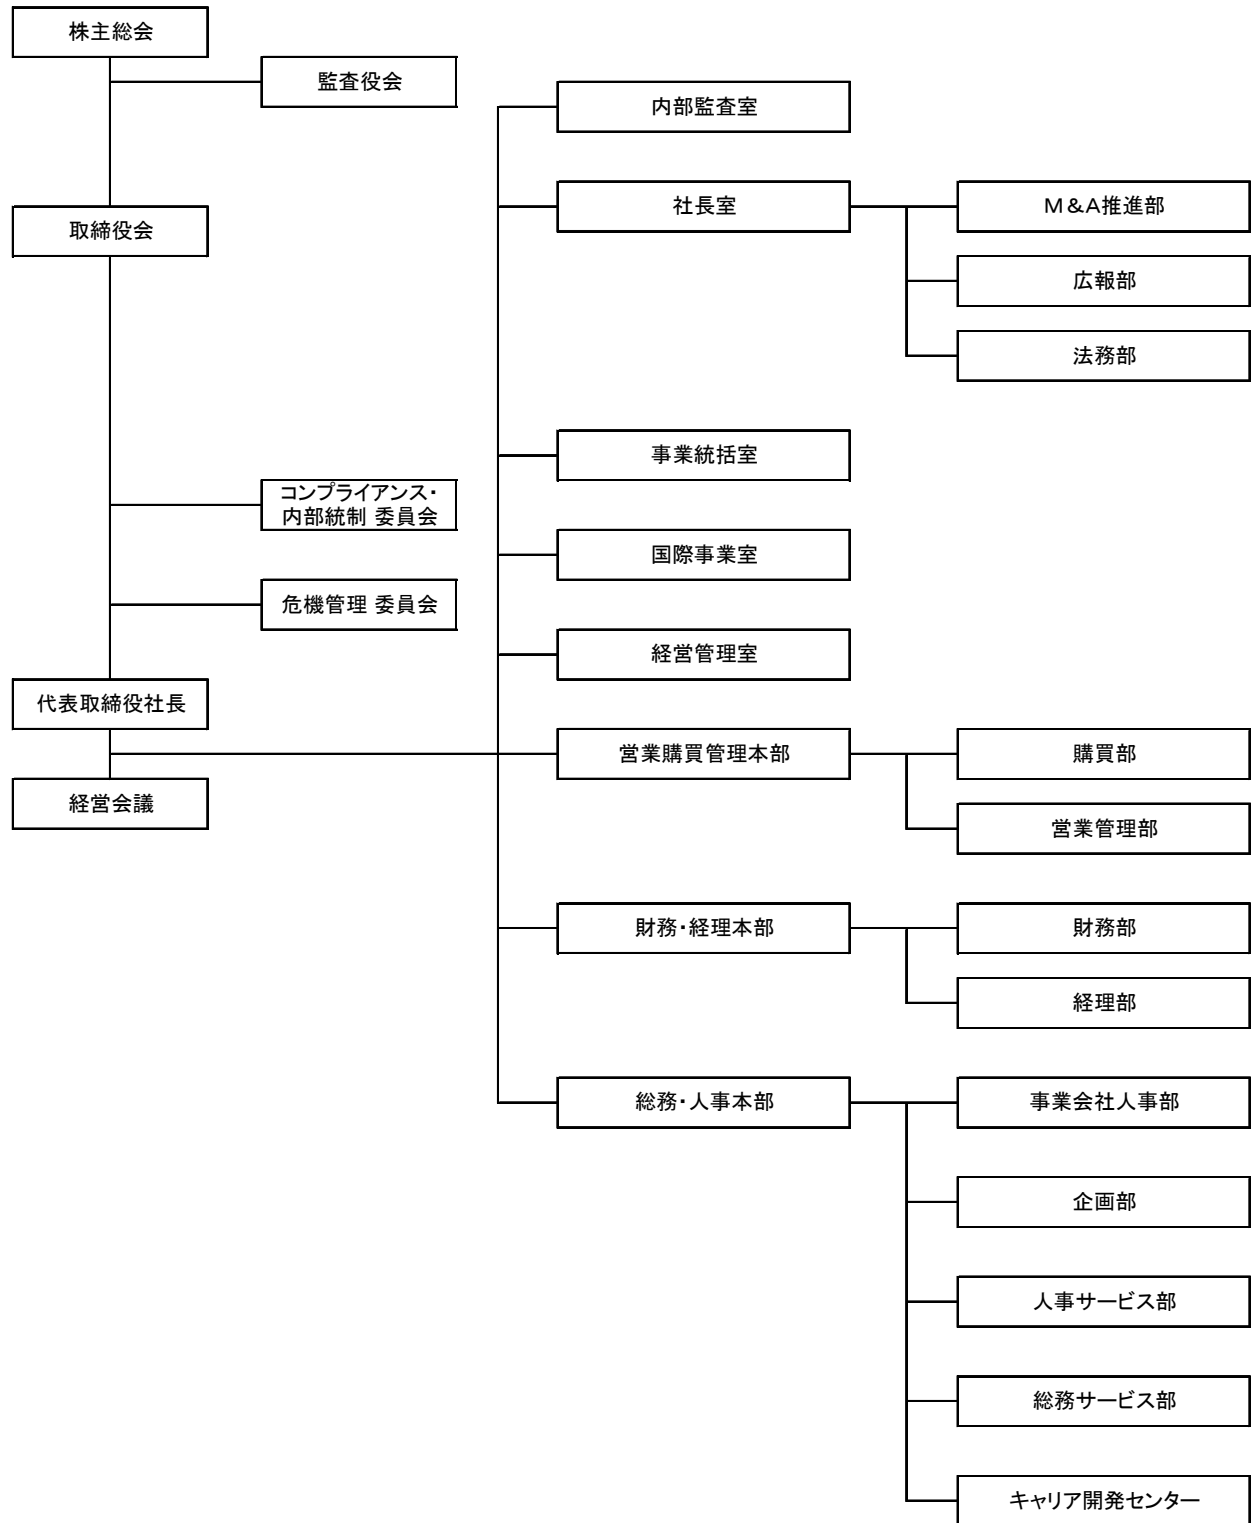 株主総会
監査役会
内部監査室
社長室
M&A推進部
取締役会
広報部
法務部
事業統括室
コンプライアンス・
内部統制 委員会
国際事業室
危機管理 委員会
経営管理室
代表取締役社長
営業購買管理本部
購買部
経営会議
営業管理部
財務・経理本部
財務部
経理部
総務・人事本部
事業会社人事部
企画部
人事サービス部
総務サービス部
キャリア開発センター